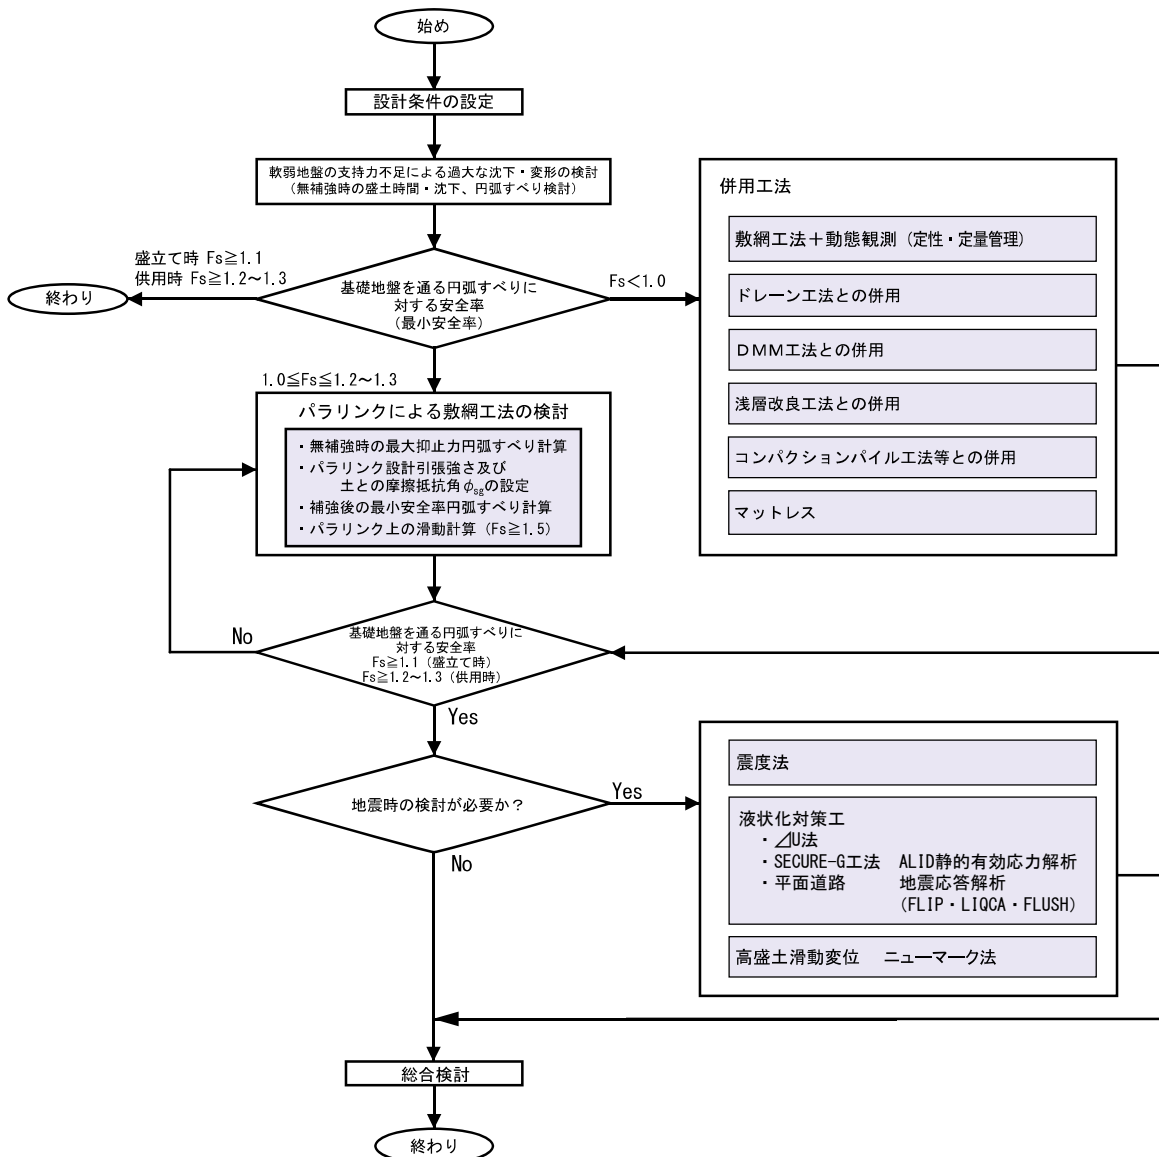 始め
設計条件の設定
軟弱地盤の支持力不足による過大な沈下・変形の検討
（無補強時の盛土時間・沈下、円弧すべり検討）
盛立て時 Fs≧1.1
供用時 Fs≧1.2～1.3
終わり
基礎地盤を通る円弧すべりに
対する安全率
（最小安全率）
Fs＜1.0
1.0≦Fs≦1.2～1.3
パラリンクによる敷網工法の検討
・無補強時の最大抑止力円弧すべり計算
・パラリンク設計引張強さ及び
土との摩擦抵抗角φsgの設定
・補強後の最小安全率円弧すべり計算
・パラリンク上の滑動計算（Fs≧1.5）
併用工法
敷網工法＋動態観測（定性・定量管理）
ドレーン工法との併用
ＤＭＭ工法との併用
浅層改良工法との併用
コンパクションパイル工法等との併用
マットレス
No
基礎地盤を通る円弧すべりに
対する安全率
Fs≧1.1（盛立て時）
Fs≧1.2～1.3（供用時）
Yes
地震時の検討が必要か？
Yes
No
震度法
液状化対策工
・⊿U法
・SECURE-G工法 ALID静的有効応力解析
・平面道路 地震応答解析
(FLIP・LIQCA・FLUSH)
高盛土滑動変位 ニューマーク法
総合検討
終わり